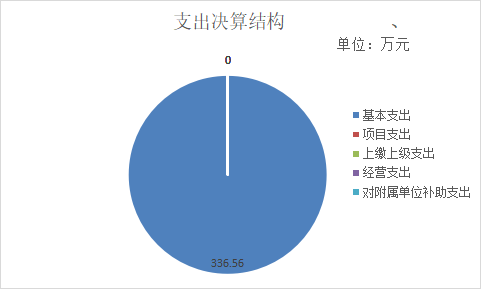 支出决算结构
、
单位：万元
0
基本支出
项目支出
上缴上级支出
经营支出
对附属单位补助支出
336.56